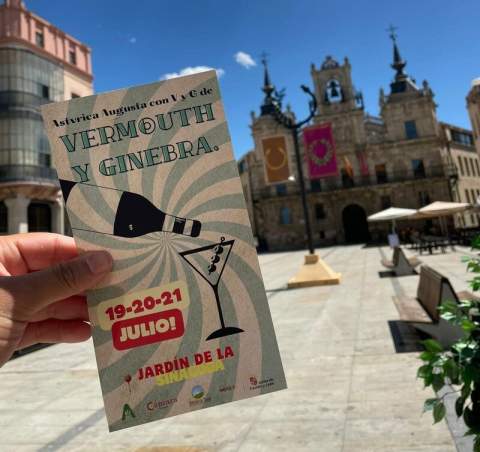 Astvrica Augusta con V y G de
VERMOUTH
Y GINEBRA.
19-20-21
JULIO!
JARDÍN DE LA
SINAGOGA